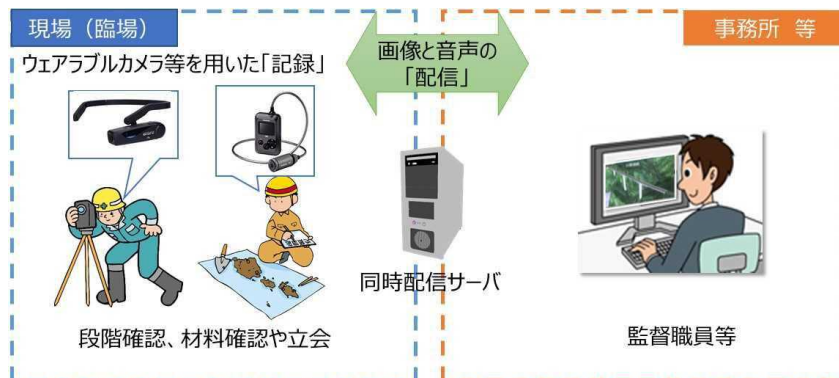 現場（臨場）
ウェアラブルカメラ等を用いた「記録」
画像と音声の
「配信」
事務所 等
同時配信サーバ
段階確認、材料確認や立会
監督職員等